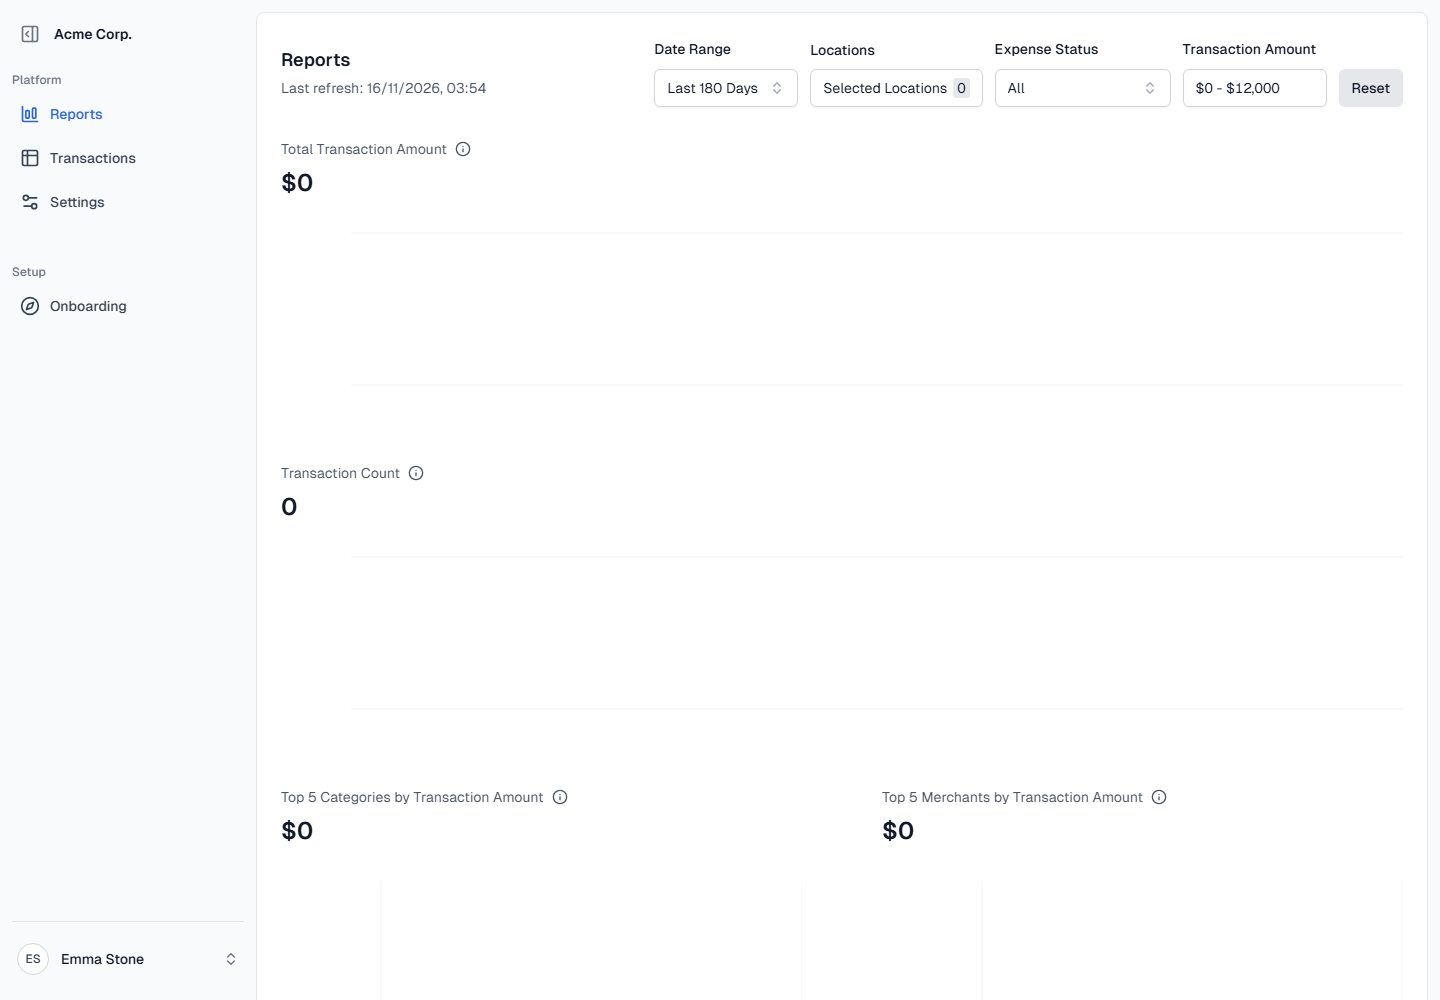 Acme Corp.
Platform
Reports
Transactions
Settings
Setup
Onboarding
ES
Emma Stone
Reports
Last refresh: 16/11/2026, 03:54
Date Range
Last 180 Days
Locations
Selected Locations 0
Expense Status
All
Transaction Amount
$0 - $12,000
Reset
Total Transaction Amount
$0
Transaction Count
0
Top 5 Categories by Transaction Amount
$0
Top 5 Merchants by Transaction Amount
$0